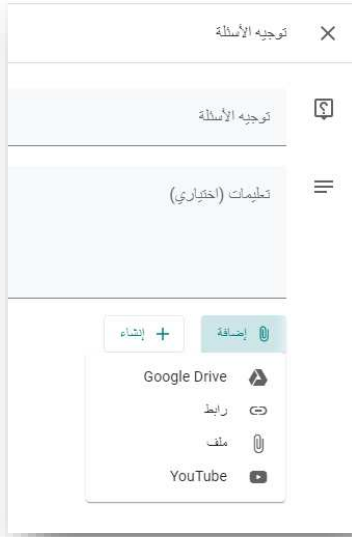 توجيه الأسئلة
توجيه الأسئلة
تعليمات (اختياري)
إضافة
+ إنشاء
Google Drive
رابط
ملف
YouTube